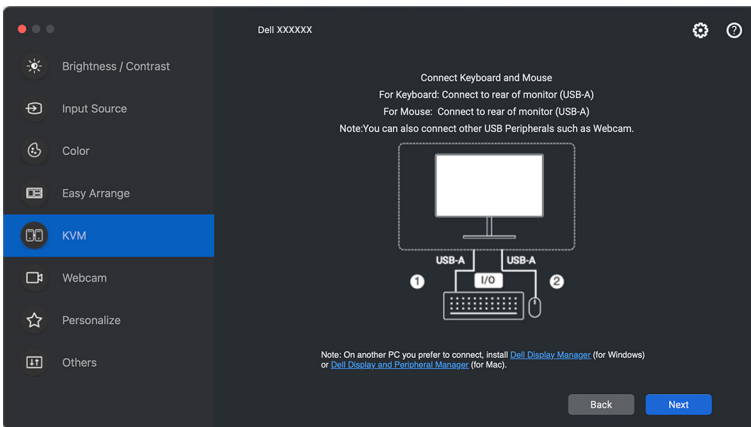 Dell XXXXXX
Brightness / Contrast
Input Source
Color
Easy Arrange
KVM
Webcam
Personalize
Others
Connect Keyboard and Mouse
For Keyboard: Connect to rear of monitor (USB-A)
For Mouse: Connect to rear of monitor (USB-A)
Note:You can also connect other USB Peripherals such as Webcam.
USB-A USB-A
1 I/O 2
Note: On another PC you prefer to connect, install Dell Display Manager (for Windows)
or Dell Display and Peripheral Manager (for Mac).
Back Next